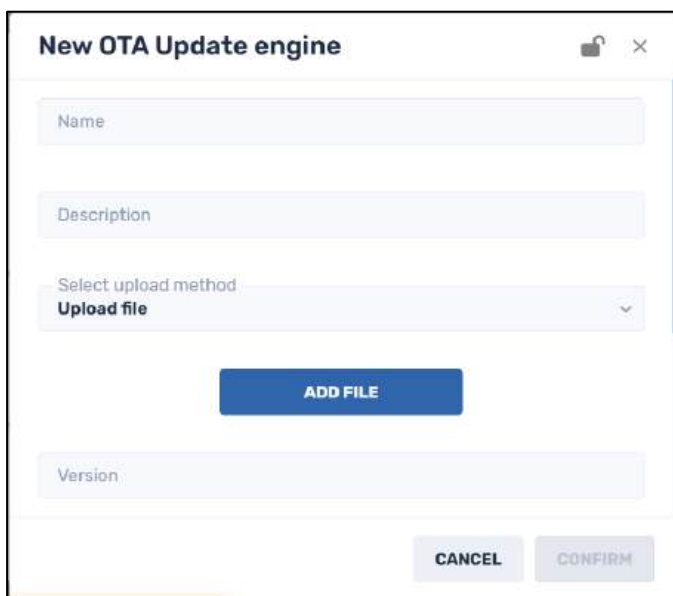 New OTA Update engine
Name
Description
Select upload method
Upload file
ADD FILE
Version
CANCEL CONFIRM